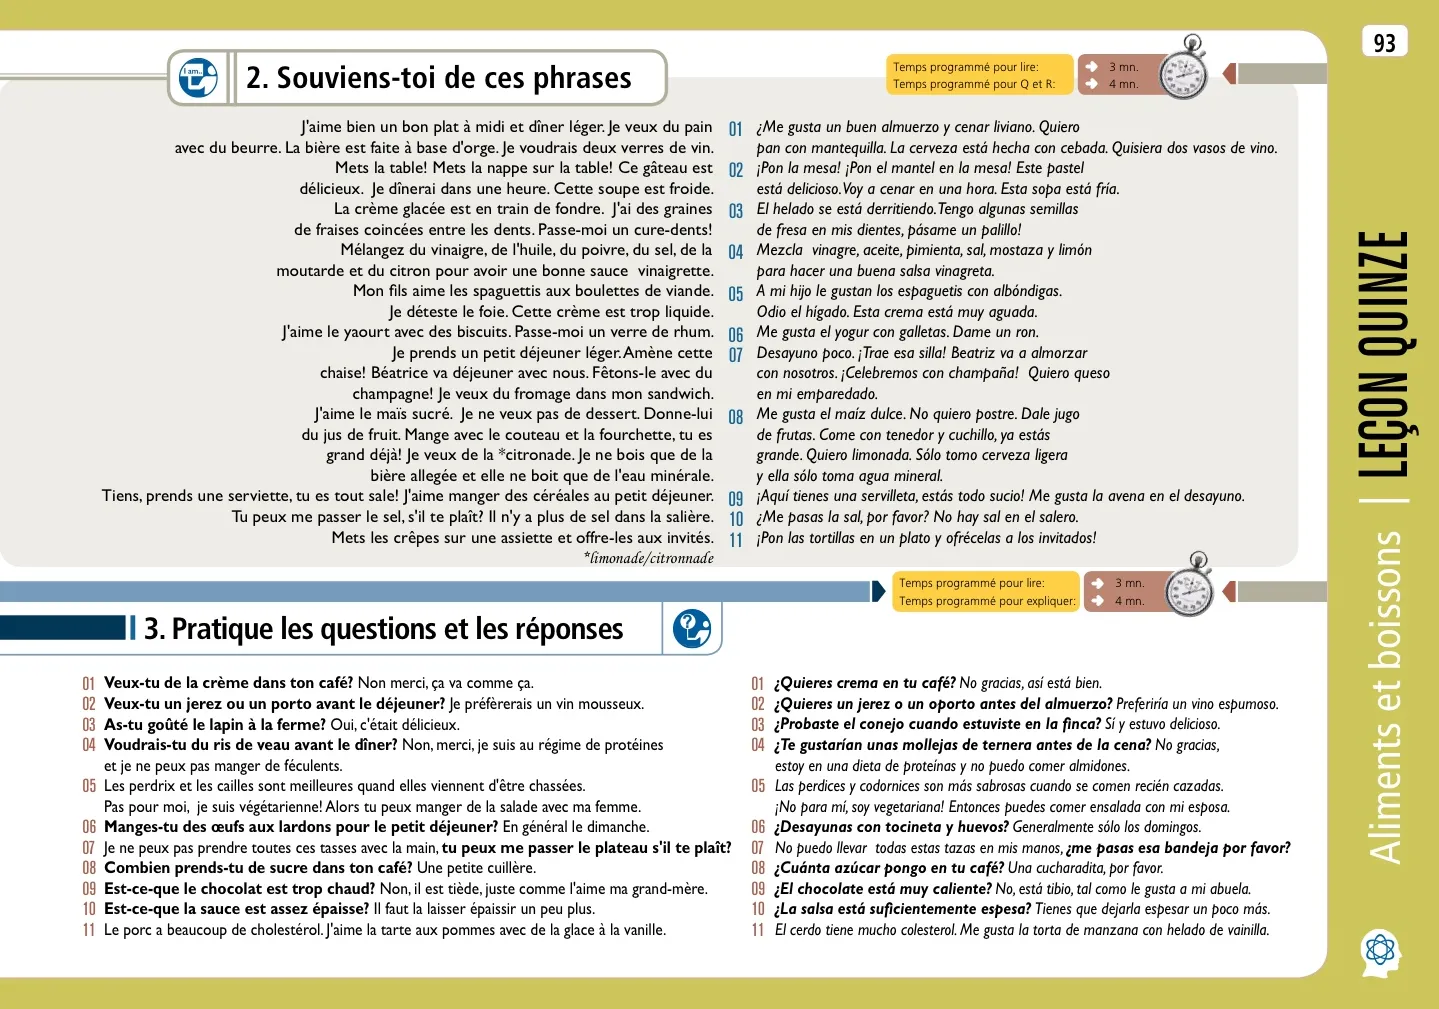 93
I am..
2. Souviens-toi de ces phrases
Temps programmé pour lire: 3 mn.
Temps programmé pour Q et R: 4 mn.
J'aime bien un bon plat à midi et dîner léger. Je veux du pain
avec du beurre. La bière est faite à base d'orge. Je voudrais deux verres de vin.
Mets la table! Mets la nappe sur la table! Ce gâteau est
délicieux. Je dînerai dans une heure. Cette soupe est froide.
La crème glacée est en train de fondre. J'ai des graines
de fraises coincées entre les dents. Passe-moi un cure-dents!
Mélangez du vinaigre, de l'huile, du poivre, du sel, de la
moutarde et du citron pour avoir une bonne sauce vinaigrette.
Mon fils aime les spaguettis aux boulettes de viande.
Je déteste le foie. Cette crème est trop liquide.
J'aime le yaourt avec des biscuits. Passe-moi un verre de rhum.
Je prends un petit déjeuner léger. Amène cette
chaise! Béatrice va déjeuner avec nous. Fêtons-le avec du
champagne! Je veux du fromage dans mon sandwich.
J'aime le maïs sucré. Je ne veux pas de dessert. Donne-lui
du jus de fruit. Mange avec le couteau et la fourchette, tu es
grand déjà! Je veux de la *citronade. Je ne bois que de la
bière allegée et elle ne boit que de l'eau minérale.
Tiens, prends une serviette, tu es tout sale! J'aime manger des céréales au petit déjeuner.
Tu peux me passer le sel, s'il te plaît? Il n'y a plus de sel dans la salière.
Mets les crêpes sur une assiette et offre-les aux invités.
*limonade/citronnade
01 ¿Me gusta un buen almuerzo y cenar liviano. Quiero
pan con mantequilla. La cerveza está hecha con cebada. Quisiera dos vasos de vino.
02 ¡Pon la mesa! ¡Pon el mantel en la mesa! Este pastel
está delicioso. Voy a cenar en una hora. Esta sopa está fría.
03 El helado se está derritiendo. Tengo algunas semillas
de fresa en mis dientes, pásame un palillo!
04 Mezcla vinagre, aceite, pimienta, sal, mostaza y limón
para hacer una buena salsa vinagreta.
05 A mi hijo le gustan los espaguetis con albóndigas.
Odio el hígado. Esta crema está muy aguada.
06 Me gusta el yogur con galletas. Dame un ron.
07 Desayuno poco. ¡Trae esa silla! Beatriz va a almorzar
con nosotros. ¡Celebremos con champaña! Quiero queso
en mi emparedado.
08 Me gusta el maíz dulce. No quiero postre. Dale jugo
de frutas. Come con tenedor y cuchillo, ya estás
grande. Quiero limonada. Sólo tomo cerveza ligera
y ella sólo toma agua mineral.
09 ¡Aquí tienes una servilleta, estás todo sucio! Me gusta la avena en el desayuno.
10 ¿Me pasas la sal, por favor? No hay sal en el salero.
11 ¡Pon las tortillas en un plato y ofrécelas a los invitados!
Temps programmé pour lire: 3 mn.
Temps programmé pour expliquer: 4 mn.
3. Pratique les questions et les réponses
?
01 Veux-tu de la crème dans ton café? Non merci, ça va comme ça.
02 Veux-tu un jerez ou un porto avant le déjeuner? Je préfèrerais un vin mousseux.
03 As-tu goûté le lapin à la ferme? Oui, c'était délicieux.
04 Voudrais-tu du ris de veau avant le dîner? Non, merci, je suis au régime de protéines
et je ne peux pas manger de féculents.
05 Les perdrix et les cailles sont meilleures quand elles viennent d'être chassées.
Pas pour moi, je suis végétarienne! Alors tu peux manger de la salade avec ma femme.
06 Manges-tu des œufs aux lardons pour le petit déjeuner? En général le dimanche.
07 Je ne peux pas prendre toutes ces tasses avec la main, tu peux me passer le plateau s'il te plaît?
08 Combien prends-tu de sucre dans ton café? Une petite cuillère.
09 Est-ce-que le chocolat est trop chaud? Non, il est tiède, juste comme l'aime ma grand-mère.
10 Est-ce-que la sauce est assez épaisse? Il faut la laisser épaissir un peu plus.
11 Le porc a beaucoup de cholestérol. J'aime la tarte aux pommes avec de la glace à la vanille.
01 ¿Quieres crema en tu café? No gracias, así está bien.
02 ¿Quieres un jerez o un oporto antes del almuerzo? Preferiría un vino espumoso.
03 ¿Probaste el conejo cuando estuviste en la finca? Sí y estuvo delicioso.
04 ¿Te gustarían unas mollejas de ternera antes de la cena? No gracias,
estoy en una dieta de proteínas y no puedo comer almidones.
05 Las perdices y codornices son más sabrosas cuando se comen recién cazadas.
¡No para mí, soy vegetariana! Entonces puedes comer ensalada con mi esposa.
06 ¿Desayunas con tocineta y huevos? Generalmente sólo los domingos.
07 No puedo llevar todas estas tazas en mis manos, ¿me pasas esa bandeja por favor?
08 ¿Cuánta azúcar pongo en tu café? Una cucharadita, por favor.
09 ¿El chocolate está muy caliente? No, está tibio, tal como le gusta a mi abuela.
10 ¿La salsa está suficientemente espesa? Tienes que dejarla espesar un poco más.
11 El cerdo tiene mucho colesterol. Me gusta la torta de manzana con helado de vainilla.
Aliments et boissons | LEÇON QUINZE